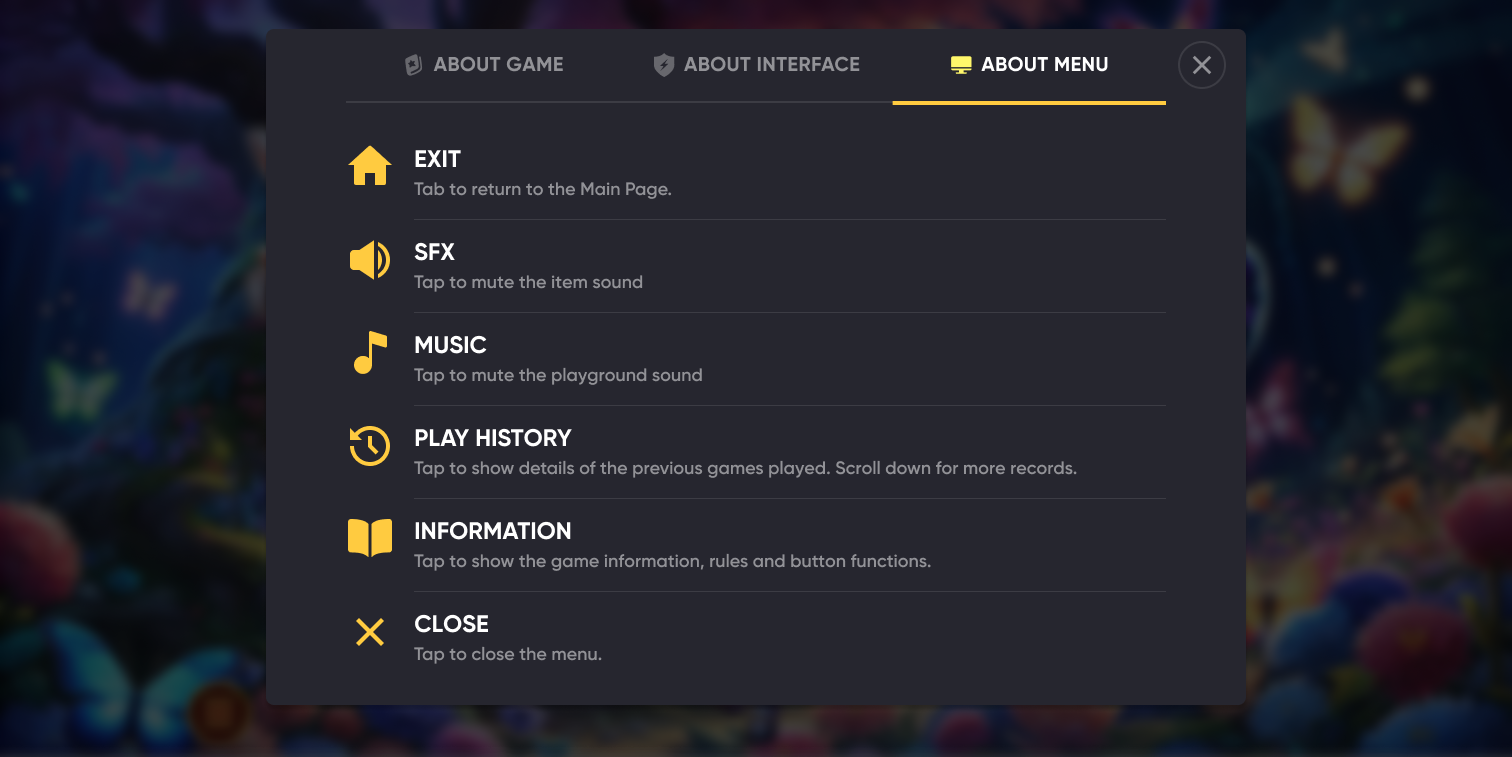 ABOUT GAME
ABOUT INTERFACE
ABOUT MENU
EXIT
Tab to return to the Main Page.
SFX
Tap to mute the item sound
MUSIC
Tap to mute the playground sound
PLAY HISTORY
Tap to show details of the previous games played. Scroll down for more records.
INFORMATION
Tap to show the game information, rules and button functions.
CLOSE
Tap to close the menu.